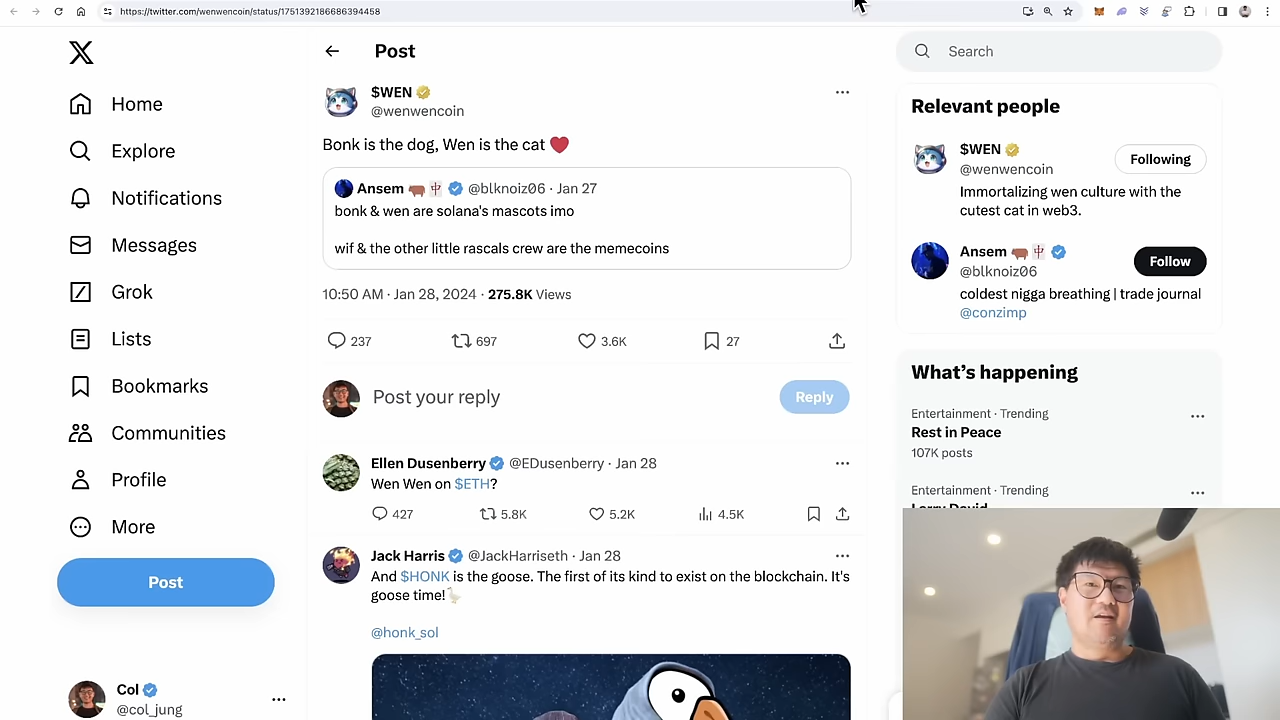 https://twitter.com/wenwencoin/status/1751392186686394458
Home
Explore
Notifications
Messages
Grok
Lists
Bookmarks
Communities
Profile
More
Post
Col
@col_jung
Post
$WEN
@wenwencoin
Bonk is the dog, Wen is the cat ❤️
Ansem 🐂 🀄 @blknoiz06 · Jan 27
bonk & wen are solana's mascots imo
wif & the other little rascals crew are the memecoins
10:50 AM · Jan 28, 2024 · 275.8K Views
237 697 3.6K 27
Post your reply
Reply
Ellen Dusenberry @EDusenberry · Jan 28
Wen Wen on $ETH?
427 5.8K 5.2K 4.5K
Jack Harris @JackHarriseth · Jan 28
And $HONK is the goose. The first of its kind to exist on the blockchain. It's
goose time!🪿
@honk_sol
Search
Relevant people
$WEN
@wenwencoin
Following
Immortalizing wen culture with the
cutest cat in web3.
Ansem 🐂 🀄
@blknoiz06
Follow
coldest nigga breathing | trade journal
@conzimp
What's happening
Entertainment · Trending
Rest in Peace
107K posts
Entertainment · Trending
Larry David